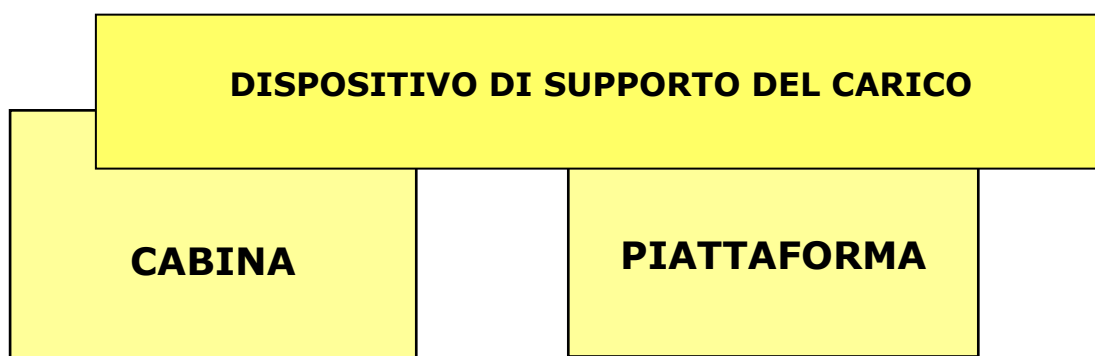 DISPOSITIVO DI SUPPORTO DEL CARICO
CABINA
PIATTAFORMA